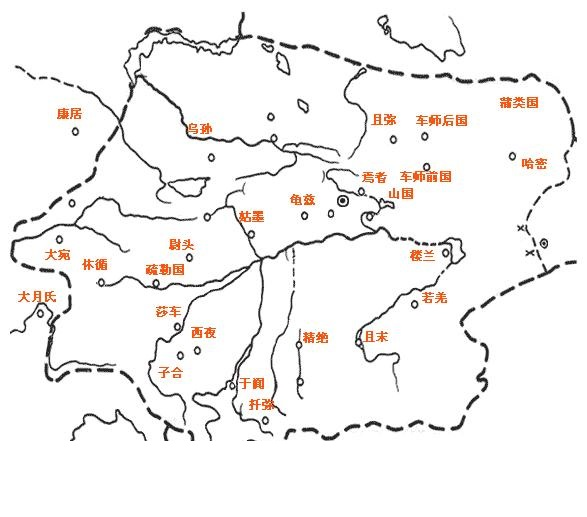 蒲类国
康居
乌孙
且弥
车师后国
哈密
焉耆
车师前国
山国
龟兹
姑墨
大宛
休循
尉头
疏勒国
楼兰
大月氏
若羌
莎车
西夜
精绝
且末
子合
于阗
扜弥